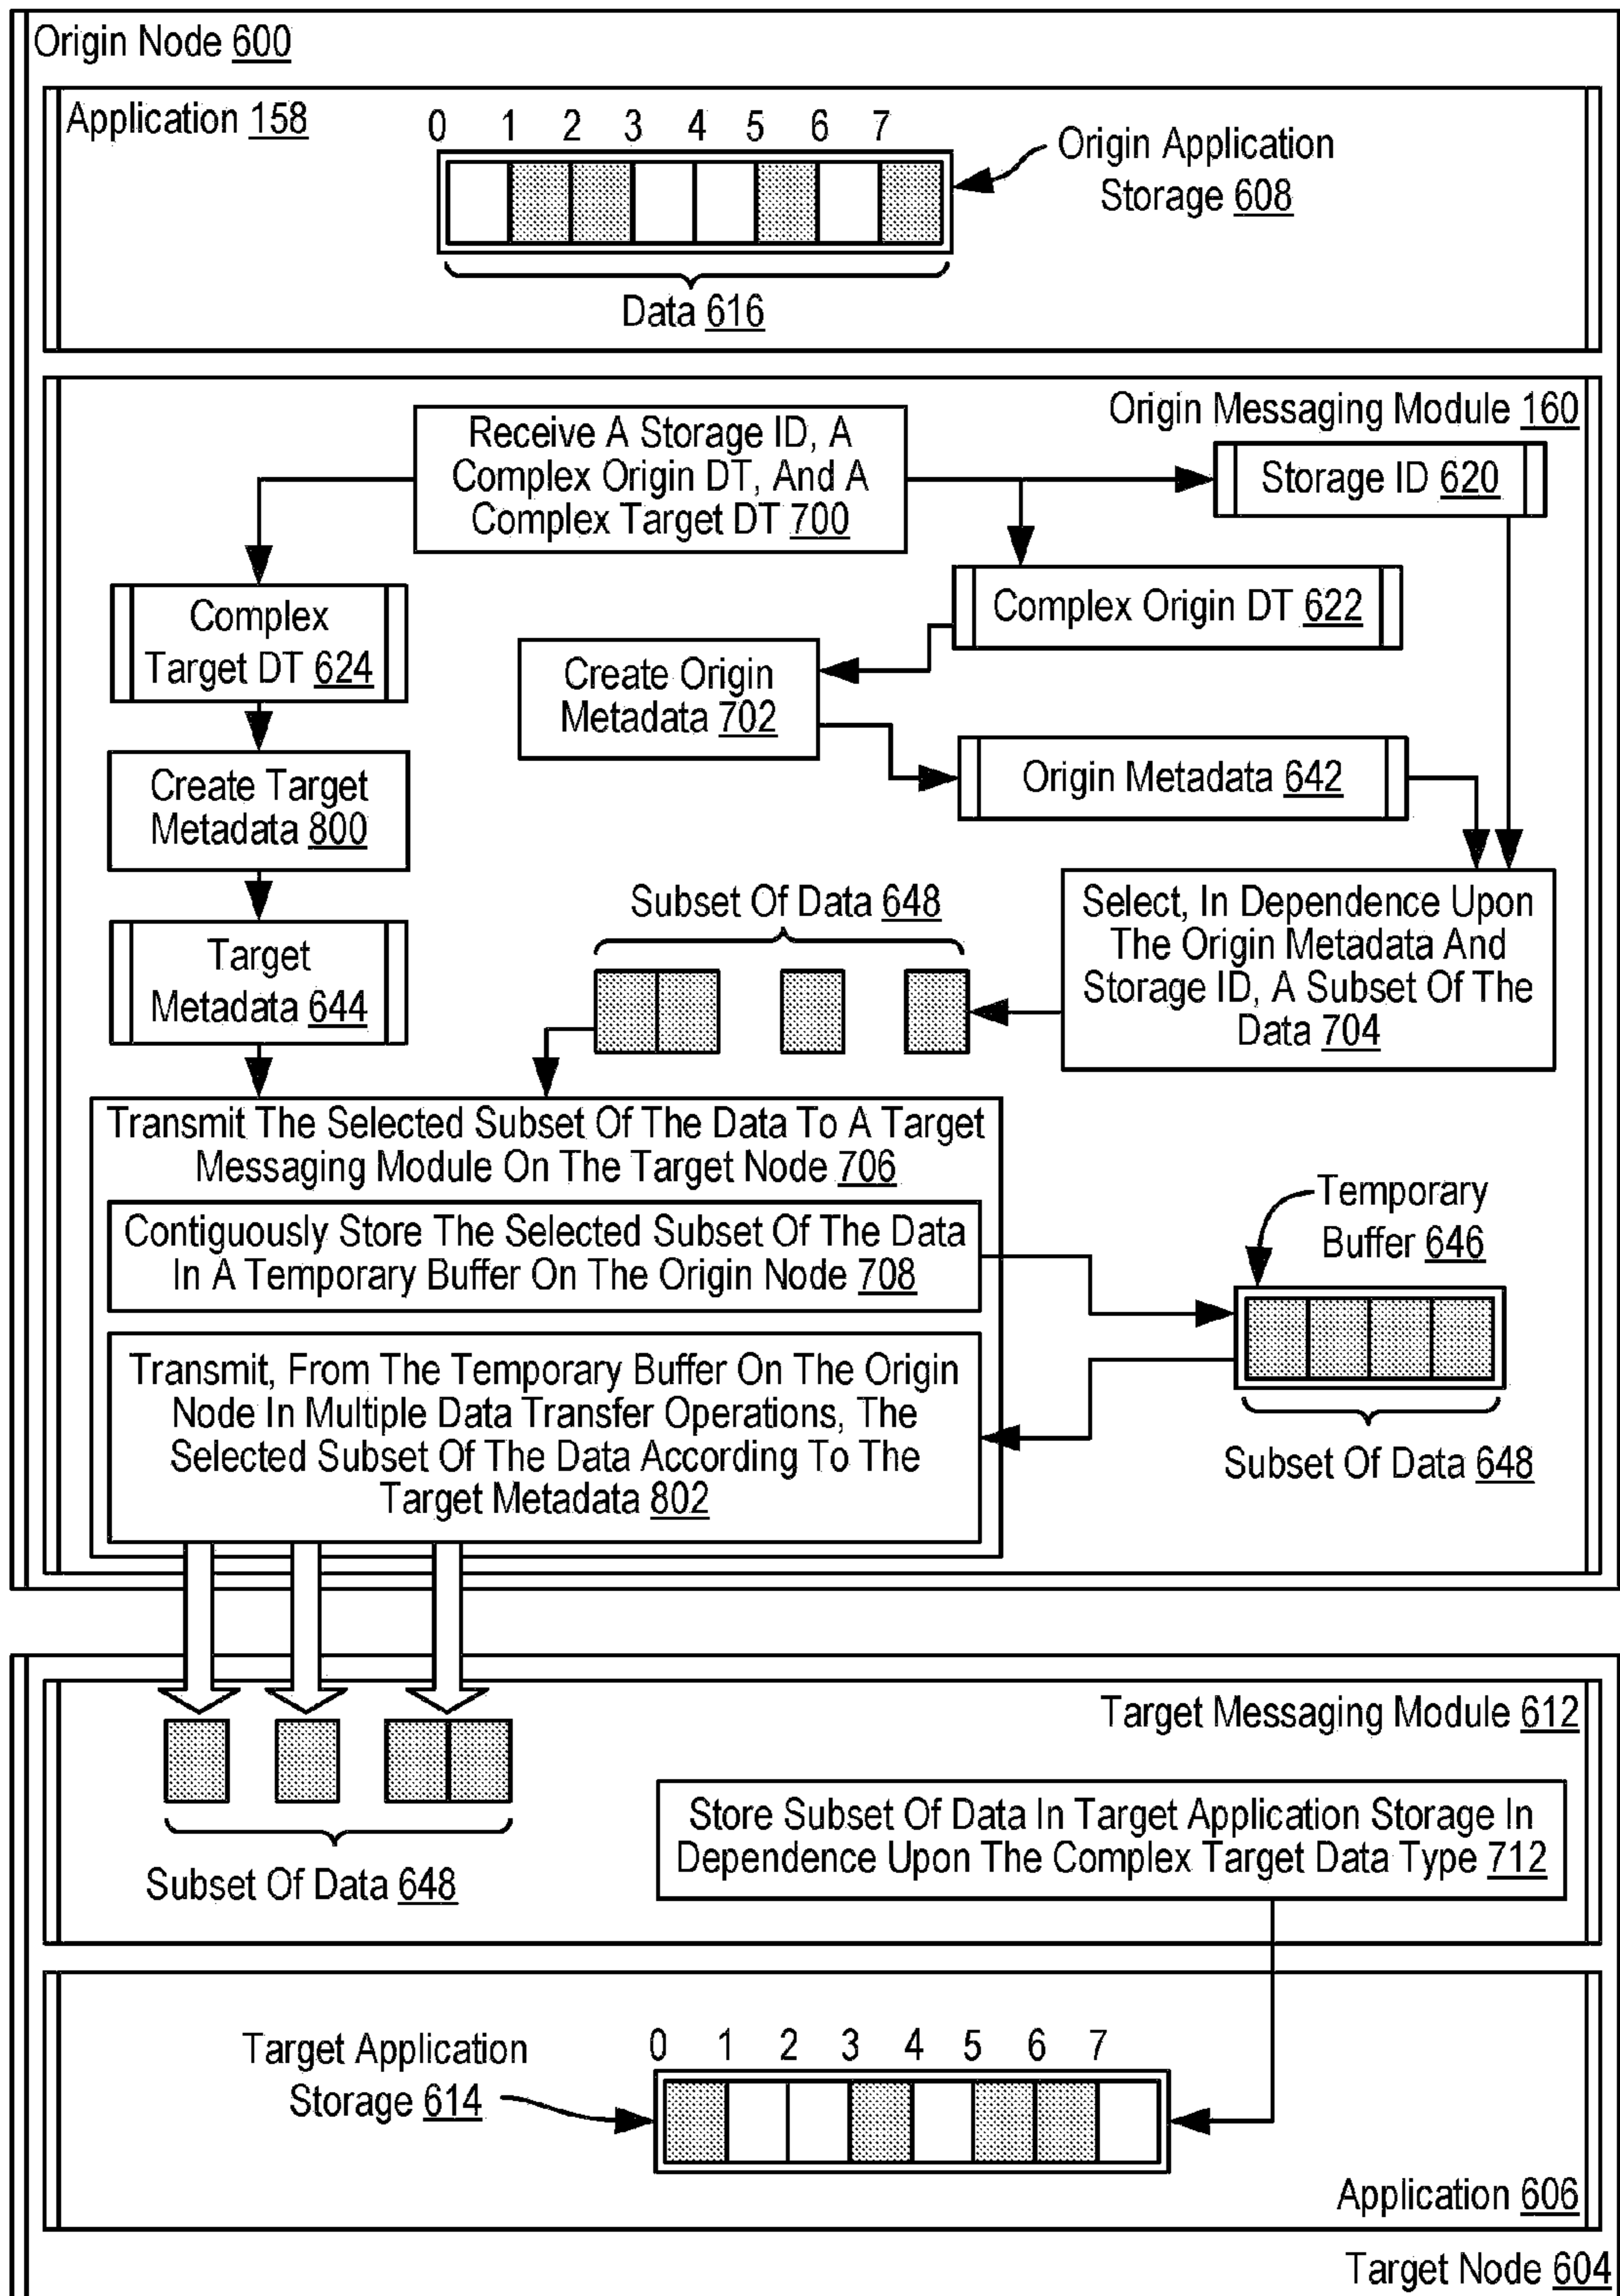 Origin Node 600
Application 158
0 1 2 3 4 5 6 7
Origin Application
Storage 608
Data 616
Origin Messaging Module 160
Receive A Storage ID, A
Complex Origin DT, And A
Complex Target DT 700
Storage ID 620
Complex
Target DT 624
Complex Origin DT 622
Create Origin
Metadata 702
Create Target
Metadata 800
Origin Metadata 642
Target
Metadata 644
Subset Of Data 648
Select, In Dependence Upon
The Origin Metadata And
Storage ID, A Subset Of The
Data 704
Transmit The Selected Subset Of The Data To A Target
Messaging Module On The Target Node 706
Contiguously Store The Selected Subset Of The Data
In A Temporary Buffer On The Origin Node 708
Temporary
Buffer 646
Transmit, From The Temporary Buffer On The Origin
Node In Multiple Data Transfer Operations, The
Selected Subset Of The Data According To The
Target Metadata 802
Subset Of Data 648
Target Messaging Module 612
Store Subset Of Data In Target Application Storage In
Dependence Upon The Complex Target Data Type 712
Subset Of Data 648
0 1 2 3 4 5 6 7
Target Application
Storage 614
Application 606
Target Node 604